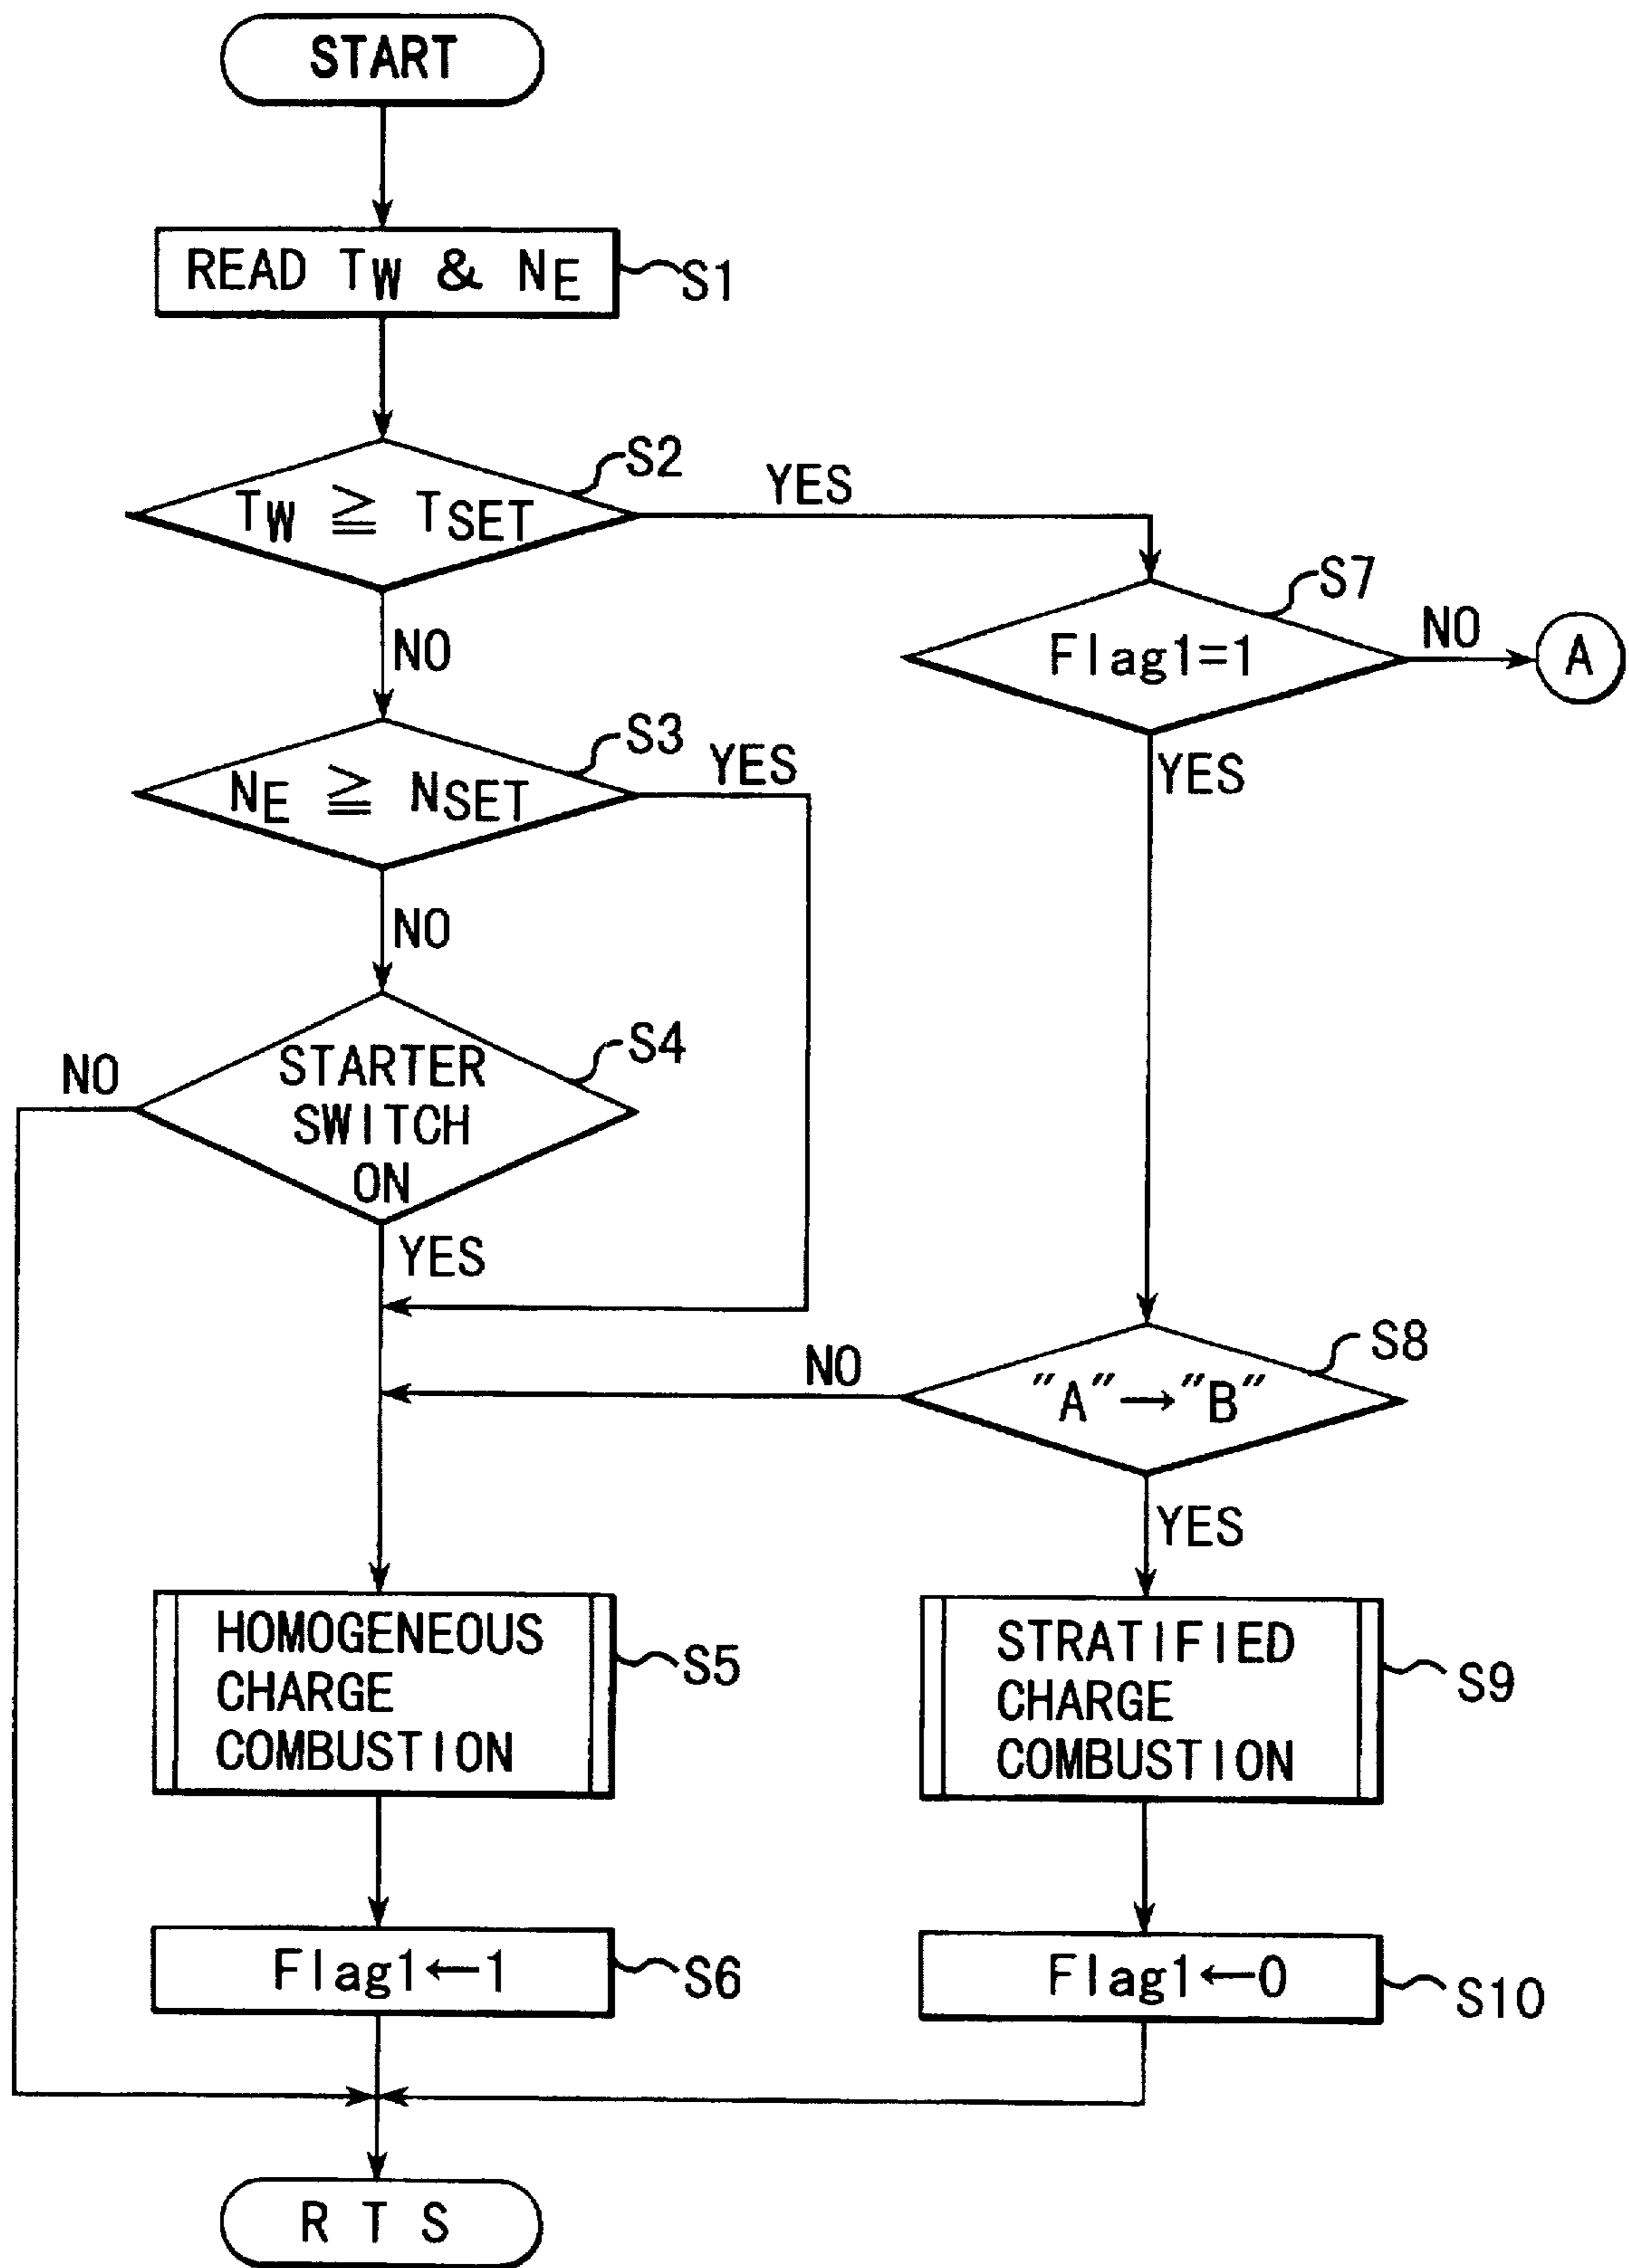 START
READ TW & NE
S1
TW ≧ TSET
S2
YES
NO
Flag1=1
S7
NO
A
YES
NE ≧ NSET
S3
YES
NO
STARTER
SWITCH
ON
S4
NO
YES
"A"→"B"
S8
NO
YES
HOMOGENEOUS
CHARGE
COMBUSTION
S5
STRATIFIED
CHARGE
COMBUSTION
S9
Flag1←1
S6
Flag1←0
S10
RTS